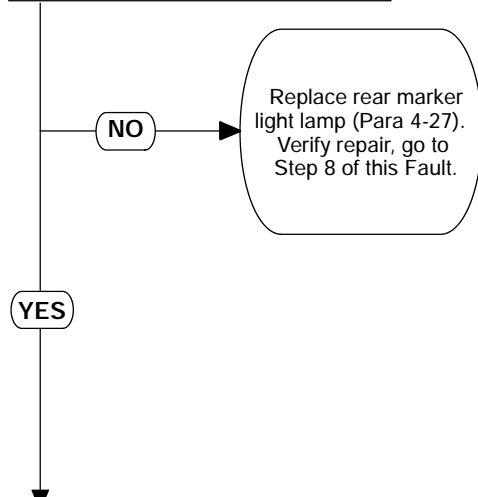 NO
Replace rear marker
light lamp (Para 4-27).
Verify repair, go to
Step 8 of this Fault.
YES